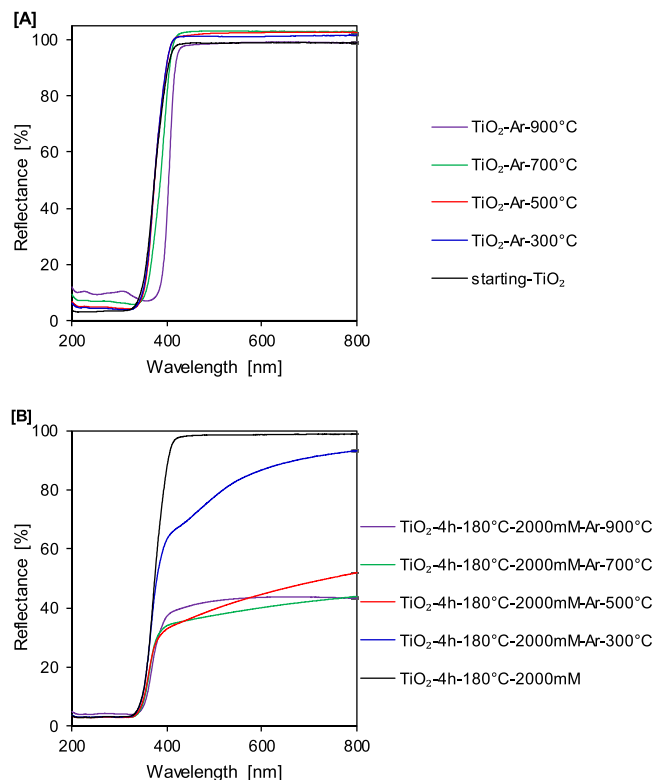 [A]
100
80
60
40
20
0
200 400 600 800
Reflectance [%]
Wavelength [nm]
TiO₂-Ar-900°C
TiO₂-Ar-700°C
TiO₂-Ar-500°C
TiO₂-Ar-300°C
starting-TiO₂
[B]
100
80
60
40
20
0
200 400 600 800
Reflectance [%]
Wavelength [nm]
TiO₂-4h-180°C-2000mM-Ar-900°C
TiO₂-4h-180°C-2000mM-Ar-700°C
TiO₂-4h-180°C-2000mM-Ar-500°C
TiO₂-4h-180°C-2000mM-Ar-300°C
TiO₂-4h-180°C-2000mM